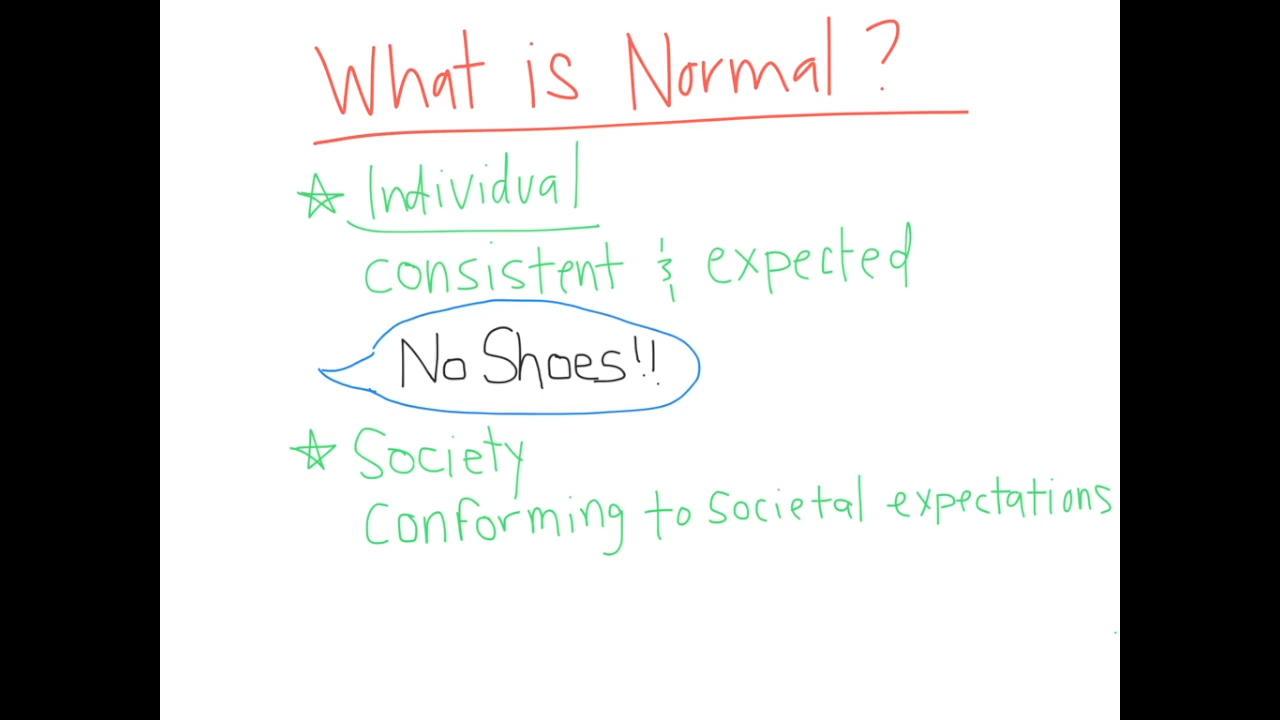 What is Normal?
Individual
consistent & expected
No Shoes!!
Society
Conforming to societal expectations